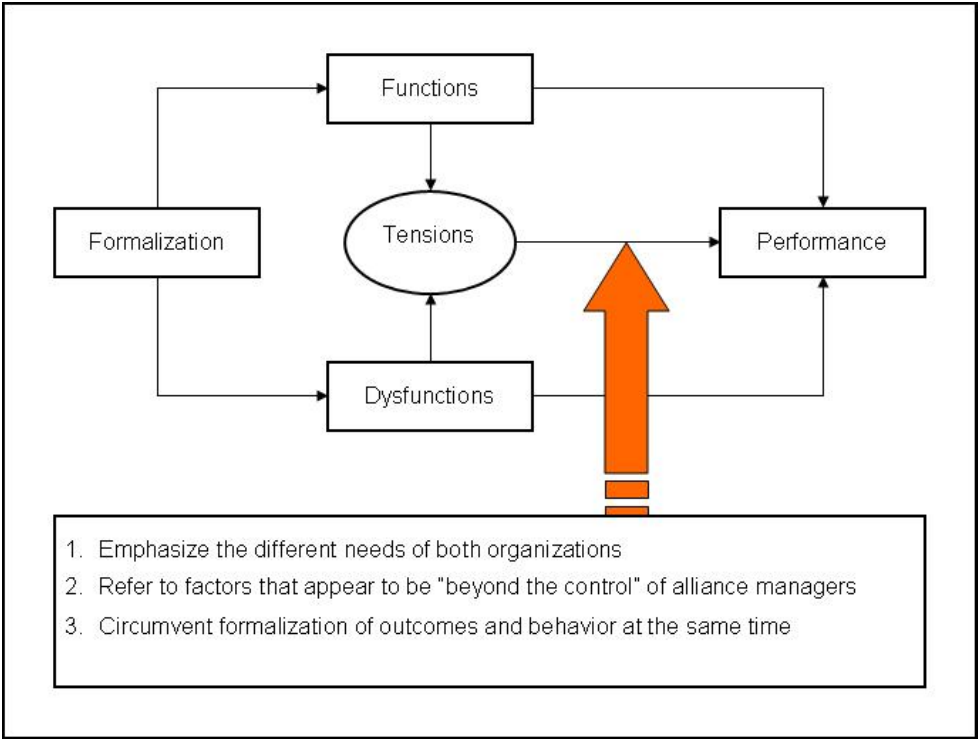 Functions
Formalization
Tensions
Performance
Dysfunctions
1. Emphasize the different needs of both organizations
2. Refer to factors that appear to be "beyond the control" of alliance managers
3. Circumvent formalization of outcomes and behavior at the same time